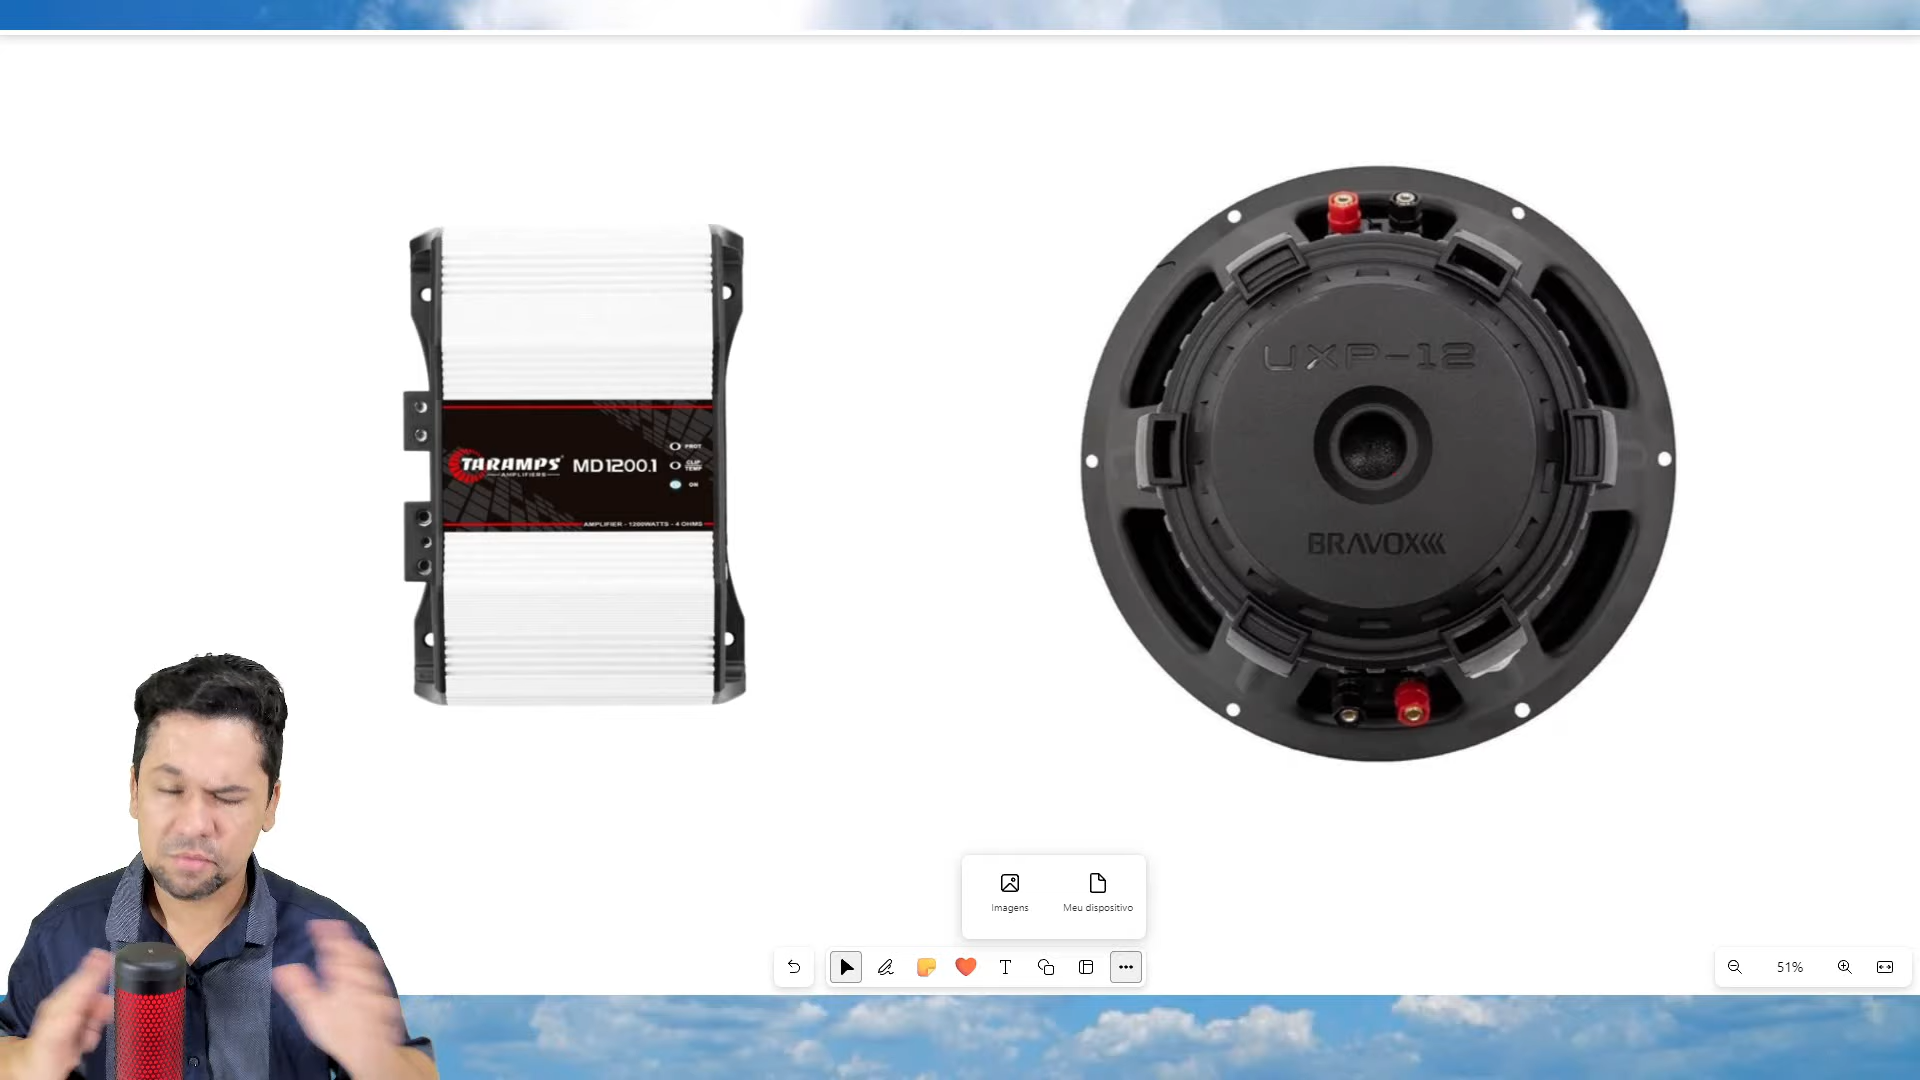 UXP-12
PROT
TARAMPS
AMPLIFIERS
MD1200.1
CLIP
TEMP
ON
AMPLIFIER - 1200WATTS - 4 OHMS
BRAVOX
Imagens
Meu dispositivo
T
51%